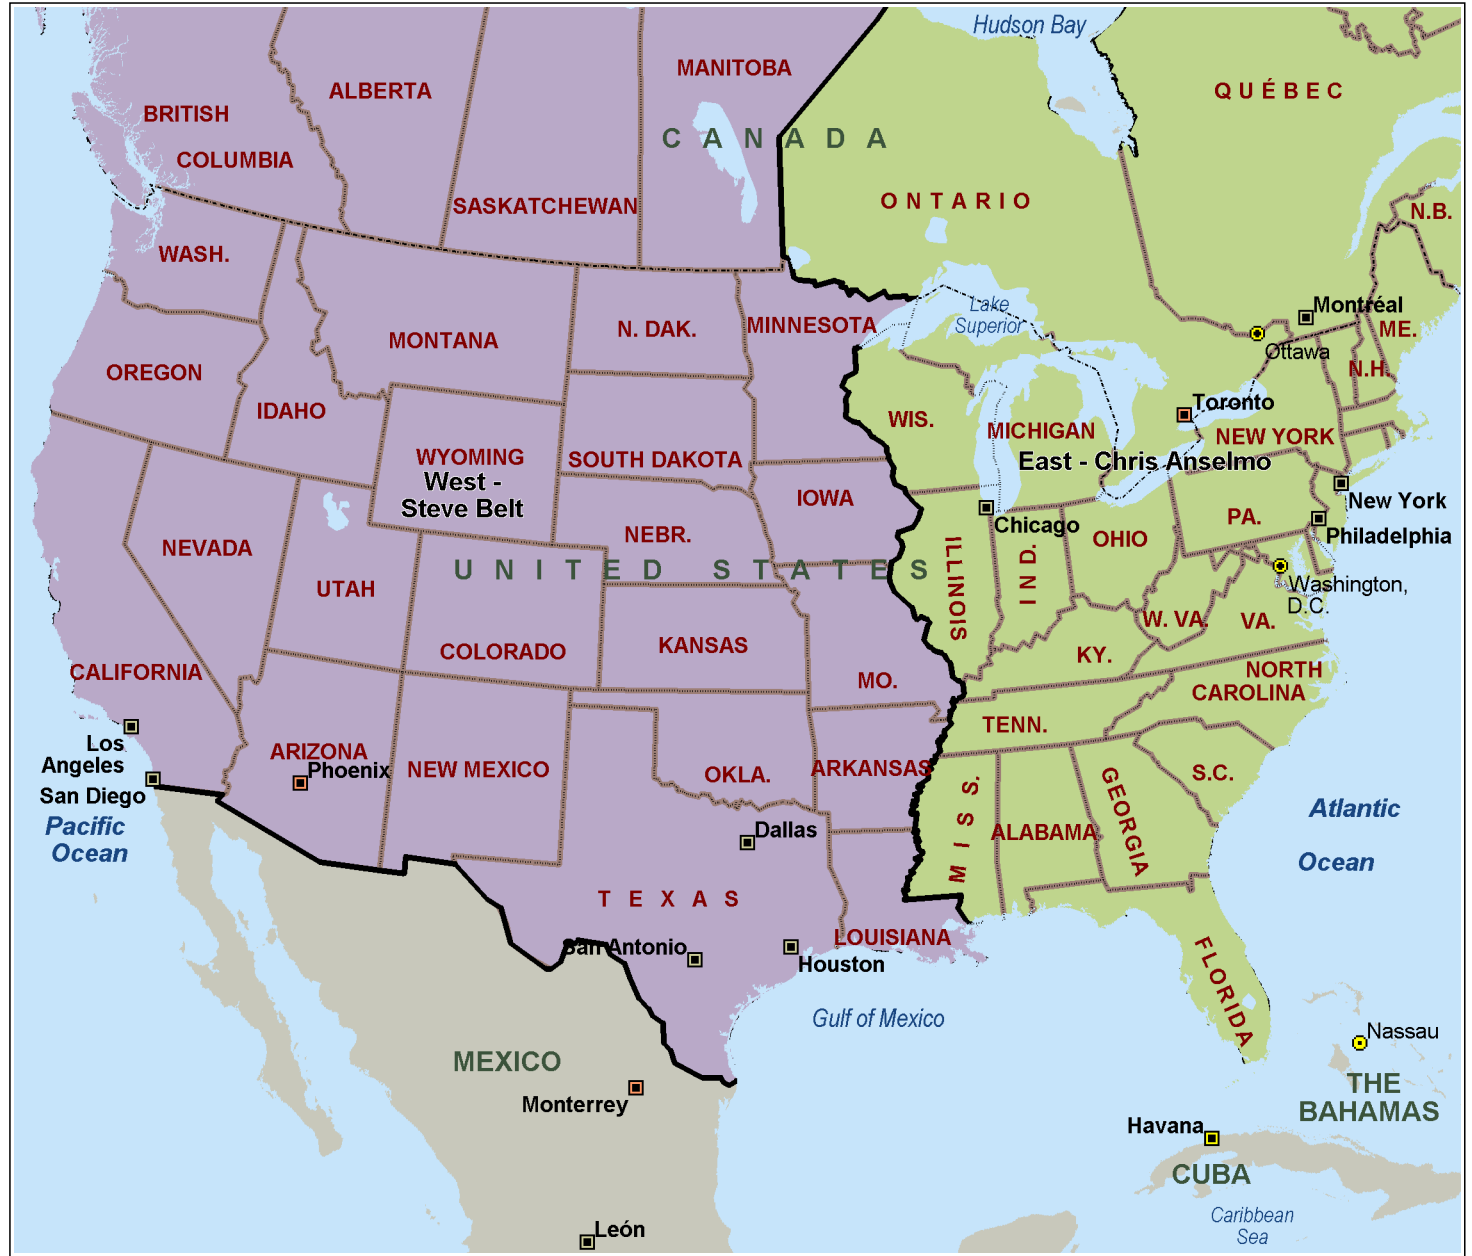 Hudson Bay
MANITOBA
ALBERTA
QUÉBEC
BRITISH
COLUMBIA
CANADA
SASKATCHEWAN
ONTARIO
N.B.
WASH.
Lake
Superior
Montréal
MINNESOTA
N. DAK.
ME.
MONTANA
Ottawa
OREGON
N.H.
IDAHO
Toronto
WIS.
MICHIGAN
NEW YORK
WYOMING
SOUTH DAKOTA
East - Chris Anselmo
West -
Steve Belt
IOWA
New York
Chicago
PA.
NEBR.
Philadelphia
OHIO
NEVADA
ILLINOIS
IND.
UNITED STATES
UTAH
Washington,
D.C.
W. VA.
VA.
KANSAS
COLORADO
KY.
CALIFORNIA
MO.
NORTH
CAROLINA
TENN.
Los
Angeles
ARIZONA
Phoenix
NEW MEXICO
OKLA.
ARKANSAS
S.C.
San Diego
MISS.
ALABAMA
GEORGIA
Atlantic
Ocean
Pacific
Ocean
Dallas
TEXAS
San Antonio
LOUISIANA
Houston
FLORIDA
Gulf of Mexico
Nassau
MEXICO
THE
BAHAMAS
Monterrey
Havana
CUBA
Caribbean
Sea
León